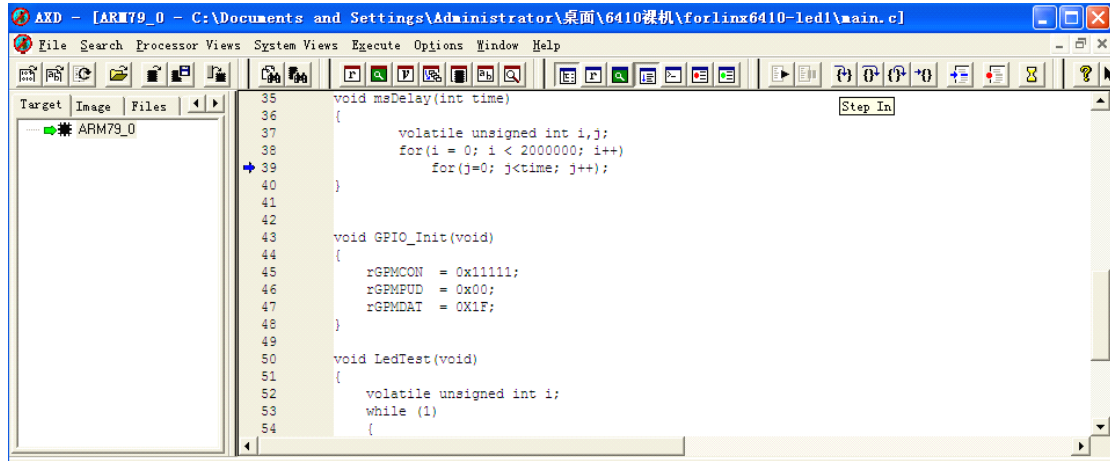 AXD - [ARM79_0 - C:\Documents and Settings\Administrator\桌面\6410裸机\forlinx6410-led1\main.c]
File Search Processor Views System Views Execute Options Window Help
Target Image Files
Step In
ARM79_0
35 void msDelay(int time)
36 {
37 volatile unsigned int i,j;
38 for(i = 0; i < 2000000; i++)
39 for(j=0; j<time; j++);
40 }
41
42
43 void GPIO_Init(void)
44 {
45 rGPMCON = 0x11111;
46 rGPMPUD = 0x00;
47 rGPMDAT = 0X1F;
48 }
49
50 void LedTest(void)
51 {
52 volatile unsigned int i;
53 while (1)
54 {